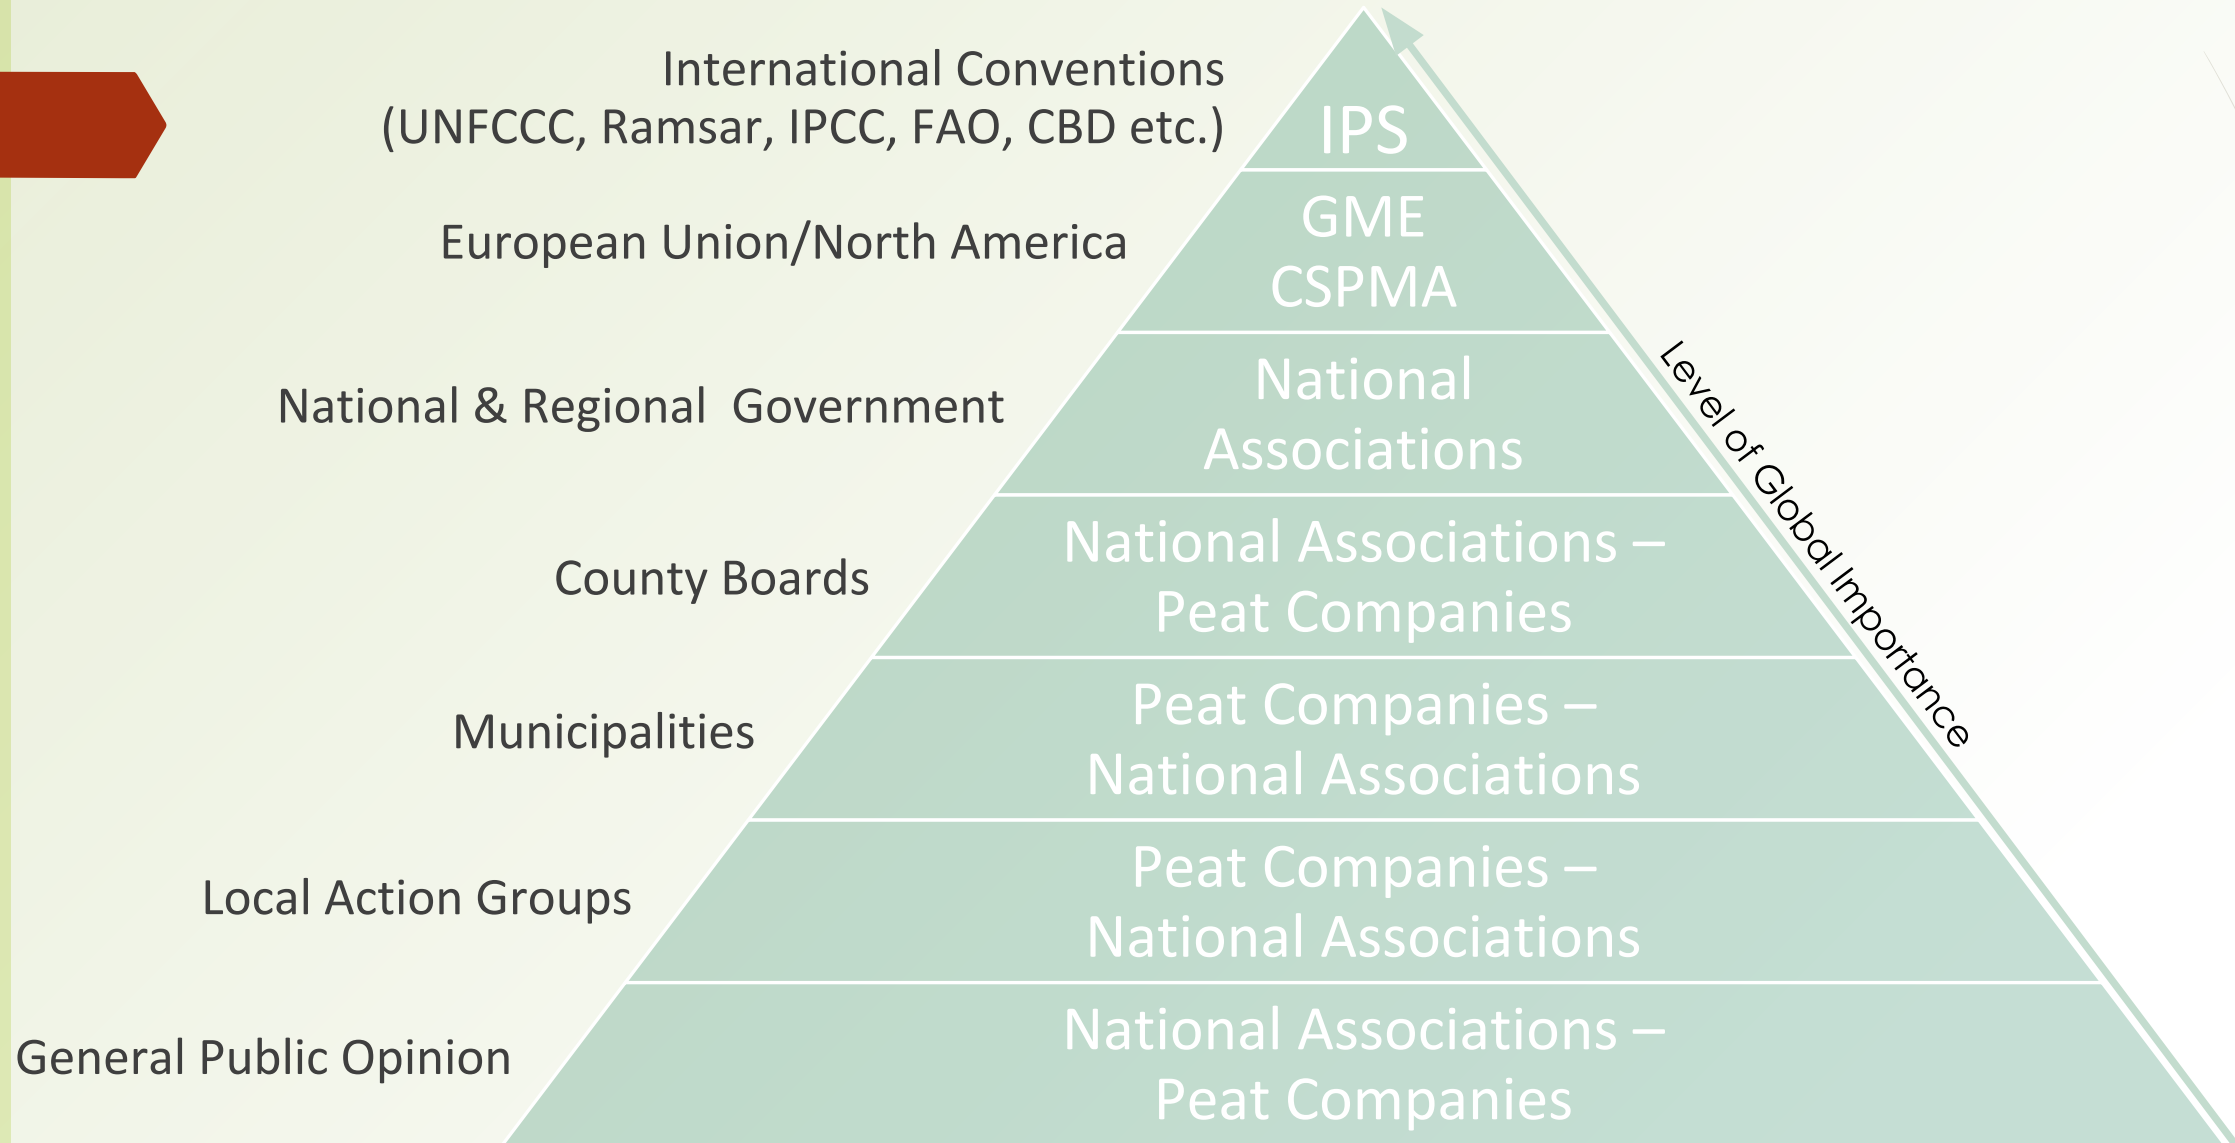 International Conventions
(UNFCCC, Ramsar, IPCC, FAO, CBD etc.)
IPS
European Union/North America
GME
CSPMA
National & Regional  Government
National
Associations
County Boards
National Associations –
Peat Companies
Municipalities
Peat Companies –
National Associations
Local Action Groups
Peat Companies –
National Associations
General Public Opinion
National Associations –
Peat Companies
Level of Global Importance